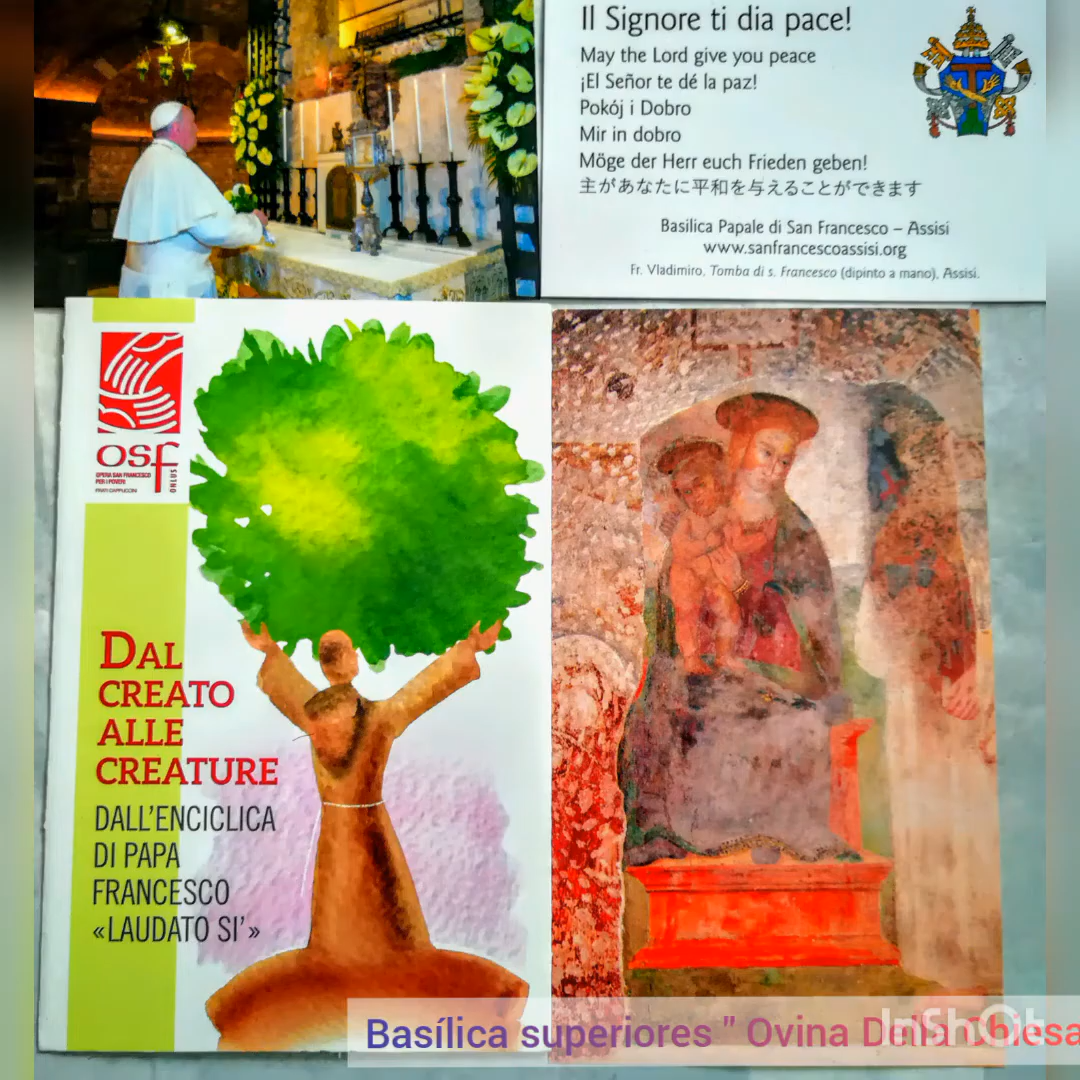 Il Signore ti dia pace!
May the Lord give you peace
¡El Señor te dé la paz!
Pokój i Dobro
Mir in dobro
Möge der Herr euch Frieden geben!
主があなたに平和を与えることができます
Basilica Papale di San Francesco – Assisi
www.sanfrancescoassisi.org
Fr. Vladimiro, Tomba di s. Francesco (dipinto a mano), Assisi.
osf
OPERA SAN FRANCESCO
PER I POVERI
FRATI CAPPUCCINI
ONLUS
DAL
CREATO
ALLE
CREATURE
DALL'ENCICLICA
DI PAPA
FRANCESCO
«LAUDATO SI'»
Basílica superiores " Ovina Della Chiesa
InShOt